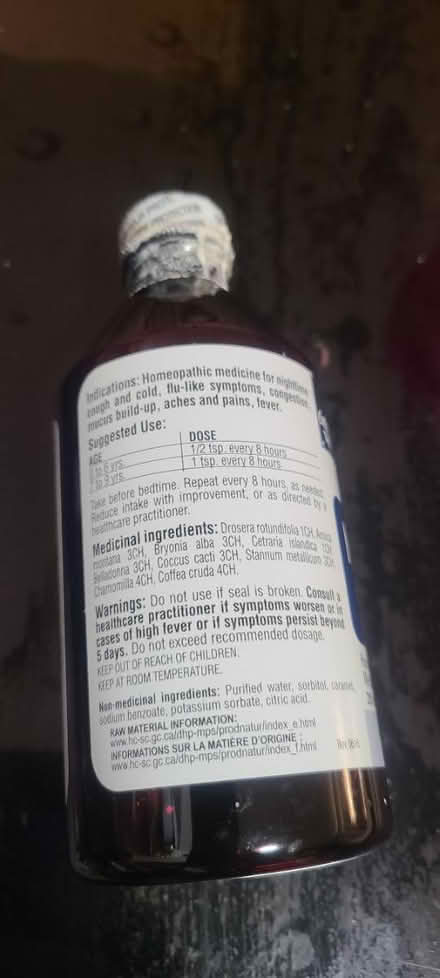 Indications: Homeopathic medicine for nighttime
cough and cold, flu-like symptoms, congestion,
mucus build-up, aches and pains, fever.
Suggested Use:
AGE DOSE
yrs. 1/2 tsp. every 8 hours
to 9 yrs. 1 tsp. every 8 hours
Take before bedtime. Repeat every 8 hours, as needed.
Reduce intake with improvement, or as directed by a
healthcare practitioner.
Medicinal ingredients: Drosera rotundifolia 1CH, Arnica
montana 3CH, Bryonia alba 3CH, Cetraria islandica
Belladonna 3CH, Coccus cacti 3CH, Stannum metallicum 3CH,
Chamomilla 4CH, Coffea cruda 4CH.
Warnings: Do not use if seal is broken. Consult a
healthcare practitioner if symptoms worsen or in
cases of high fever or if symptoms persist beyond
5 days. Do not exceed recommended dosage.
KEEP OUT OF REACH OF CHILDREN.
KEEP AT ROOM TEMPERATURE.
Non-medicinal ingredients: Purified water, sorbitol, caramel,
sodium benzoate, potassium sorbate, citric acid.
RAW MATERIAL INFORMATION:
www.hc-sc.gc.ca/dhp-mps/prodnatur/index_e.html
INFORMATIONS SUR LA MATIÈRE D'ORIGINE :
www.hc-sc.gc.ca/dhp-mps/prodnatur/index_f.html